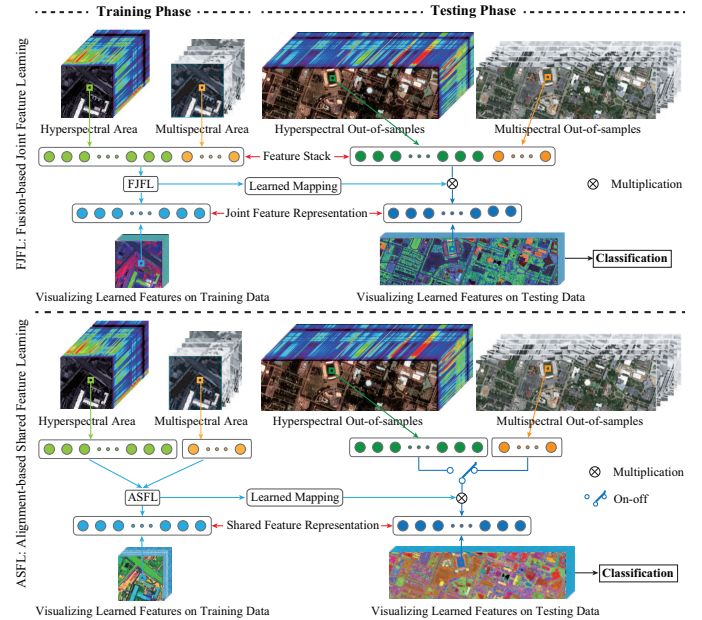 Training Phase
Testing Phase
FJFL: Fusion-based Joint Feature Learning
Hyperspectral Area
Multispectral Area
Hyperspectral Out-of-samples
Multispectral Out-of-samples
Feature Stack
FJFL
Learned Mapping
Multiplication
Joint Feature Representation
Classification
Visualizing Learned Features on Training Data
Visualizing Learned Features on Testing Data
ASFL: Alignment-based Shared Feature Learning
Hyperspectral Area
Multispectral Area
Hyperspectral Out-of-samples
Multispectral Out-of-samples
Multiplication
ASFL
Learned Mapping
On-off
Shared Feature Representation
Classification
Visualizing Learned Features on Training Data
Visualizing Learned Features on Testing Data